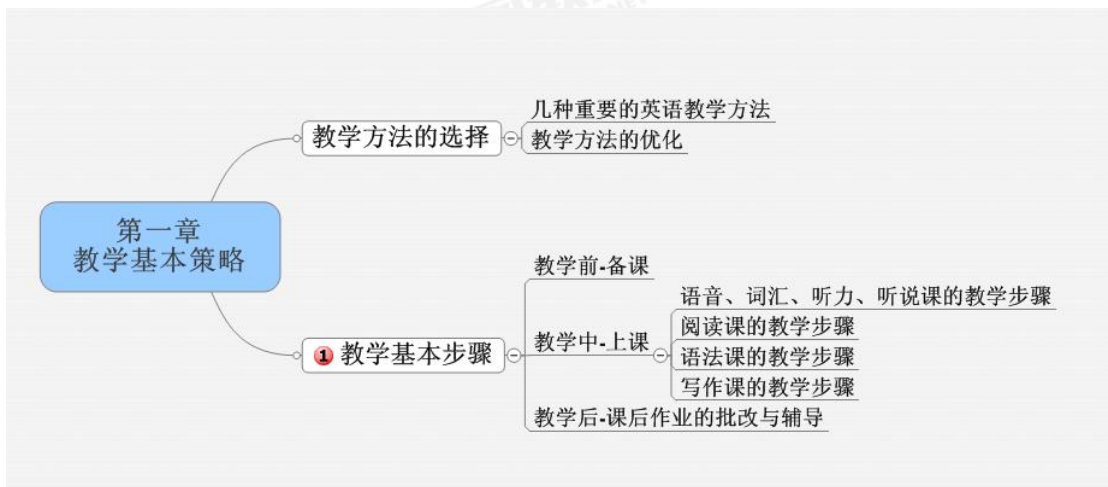 几种重要的英语教学方法
教学方法的选择
教学方法的优化
第一章
教学基本策略
教学前-备课
语音、词汇、听力、听说课的教学步骤
阅读课的教学步骤
教学中-上课
语法课的教学步骤
1 教学基本步骤
写作课的教学步骤
教学后-课后作业的批改与辅导